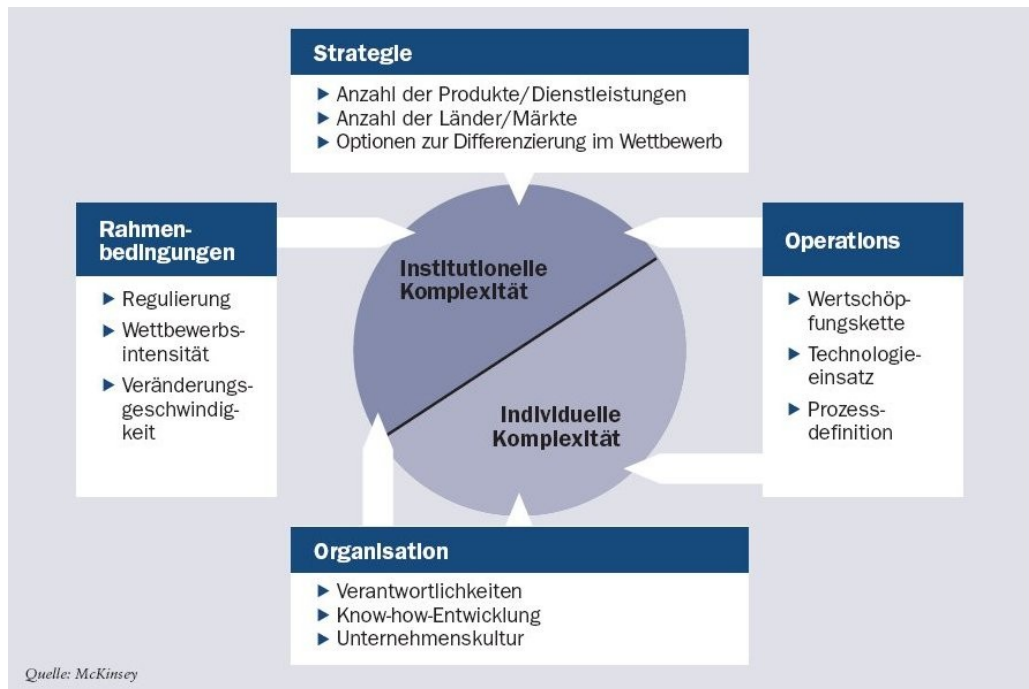 Strategie
▶ Anzahl der Produkte/Dienstleistungen
▶ Anzahl der Länder/Märkte
▶ Optionen zur Differenzierung im Wettbewerb
Rahmen-
bedingungen
▶ Regulierung
▶ Wettbewerbs-
intensität
▶ Veränderungs-
geschwindig-
keit
Institutionelle
Komplexität
Individuelle
Komplexität
Operations
▶ Wertschöp-
fungskette
▶ Technologie-
einsatz
▶ Prozess-
definition
Organisation
▶ Verantwortlichkeiten
▶ Know-how-Entwicklung
▶ Unternehmenskultur
Quelle: McKinsey